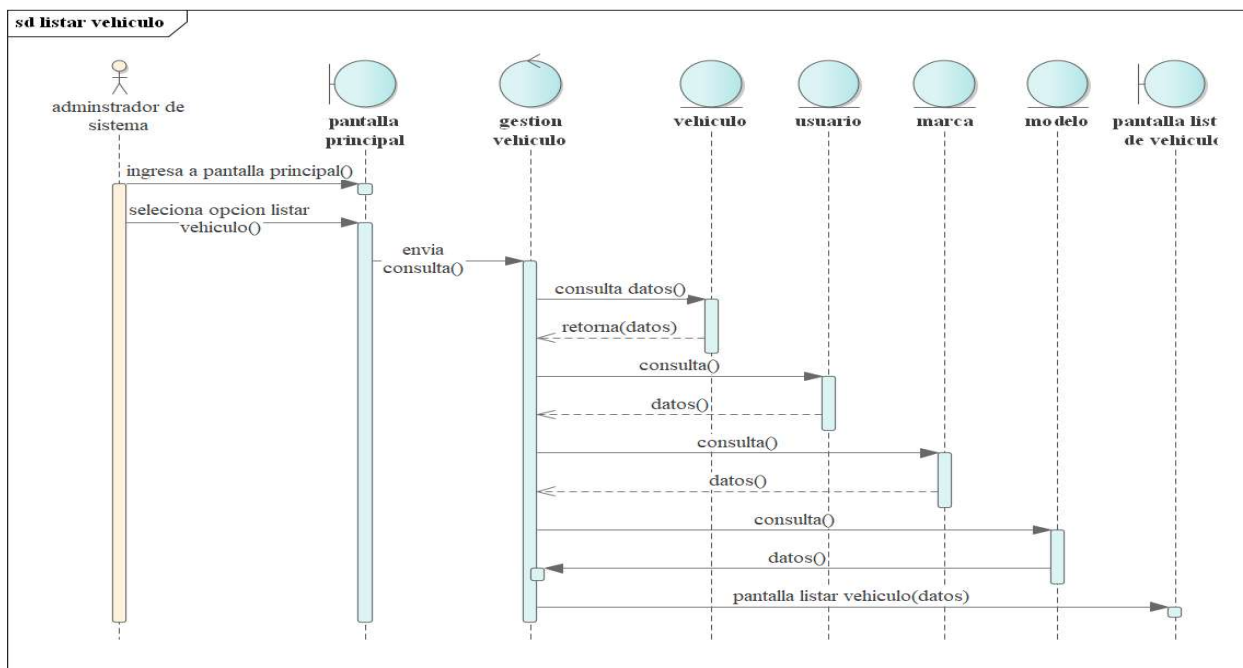 sd listar vehiculo
adminstrador de
sistema
pantalla
principal
gestion
vehiculo
vehiculo
usuario
marca
modelo
pantalla list
de vehiculo
ingresa a pantalla principal()
seleciona opcion listar
vehiculo()
envia
consulta()
consulta datos()
retorna(datos)
consulta()
datos()
consulta()
datos()
consulta()
datos()
pantalla listar vehiculo(datos)